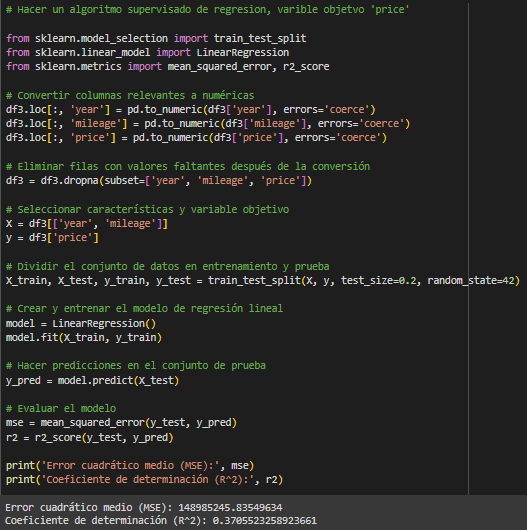 # Hacer un algoritmo supervisado de regresion, varible objetvo 'price'
from sklearn.model_selection import train_test_split
from sklearn.linear_model import LinearRegression
from sklearn.metrics import mean_squared_error, r2_score
# Convertir columnas relevantes a numéricas
df3.loc[:, 'year'] = pd.to_numeric(df3['year'], errors='coerce')
df3.loc[:, 'mileage'] = pd.to_numeric(df3['mileage'], errors='coerce')
df3.loc[:, 'price'] = pd.to_numeric(df3['price'], errors='coerce')
# Eliminar filas con valores faltantes después de la conversión
df3 = df3.dropna(subset=['year', 'mileage', 'price'])
# Seleccionar características y variable objetivo
X = df3[['year', 'mileage']]
y = df3['price']
# Dividir el conjunto de datos en entrenamiento y prueba
X_train, X_test, y_train, y_test = train_test_split(X, y, test_size=0.2, random_state=42)
# Crear y entrenar el modelo de regresión lineal
model = LinearRegression()
model.fit(X_train, y_train)
# Hacer predicciones en el conjunto de prueba
y_pred = model.predict(X_test)
# Evaluar el modelo
mse = mean_squared_error(y_test, y_pred)
r2 = r2_score(y_test, y_pred)
print('Error cuadrático medio (MSE):', mse)
print('Coeficiente de determinación (R^2):', r2)
Error cuadrático medio (MSE): 148985245.83549634
Coeficiente de determinación (R^2): 0.3705523258923661